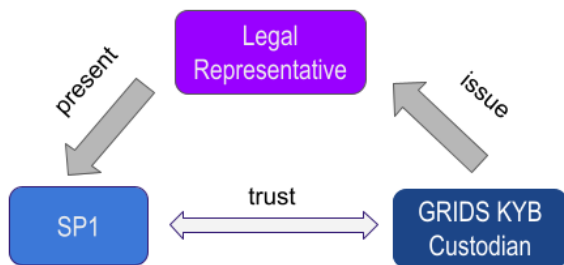 Legal
Representative
present
issue
trust
SP1
GRIDS KYB
Custodian